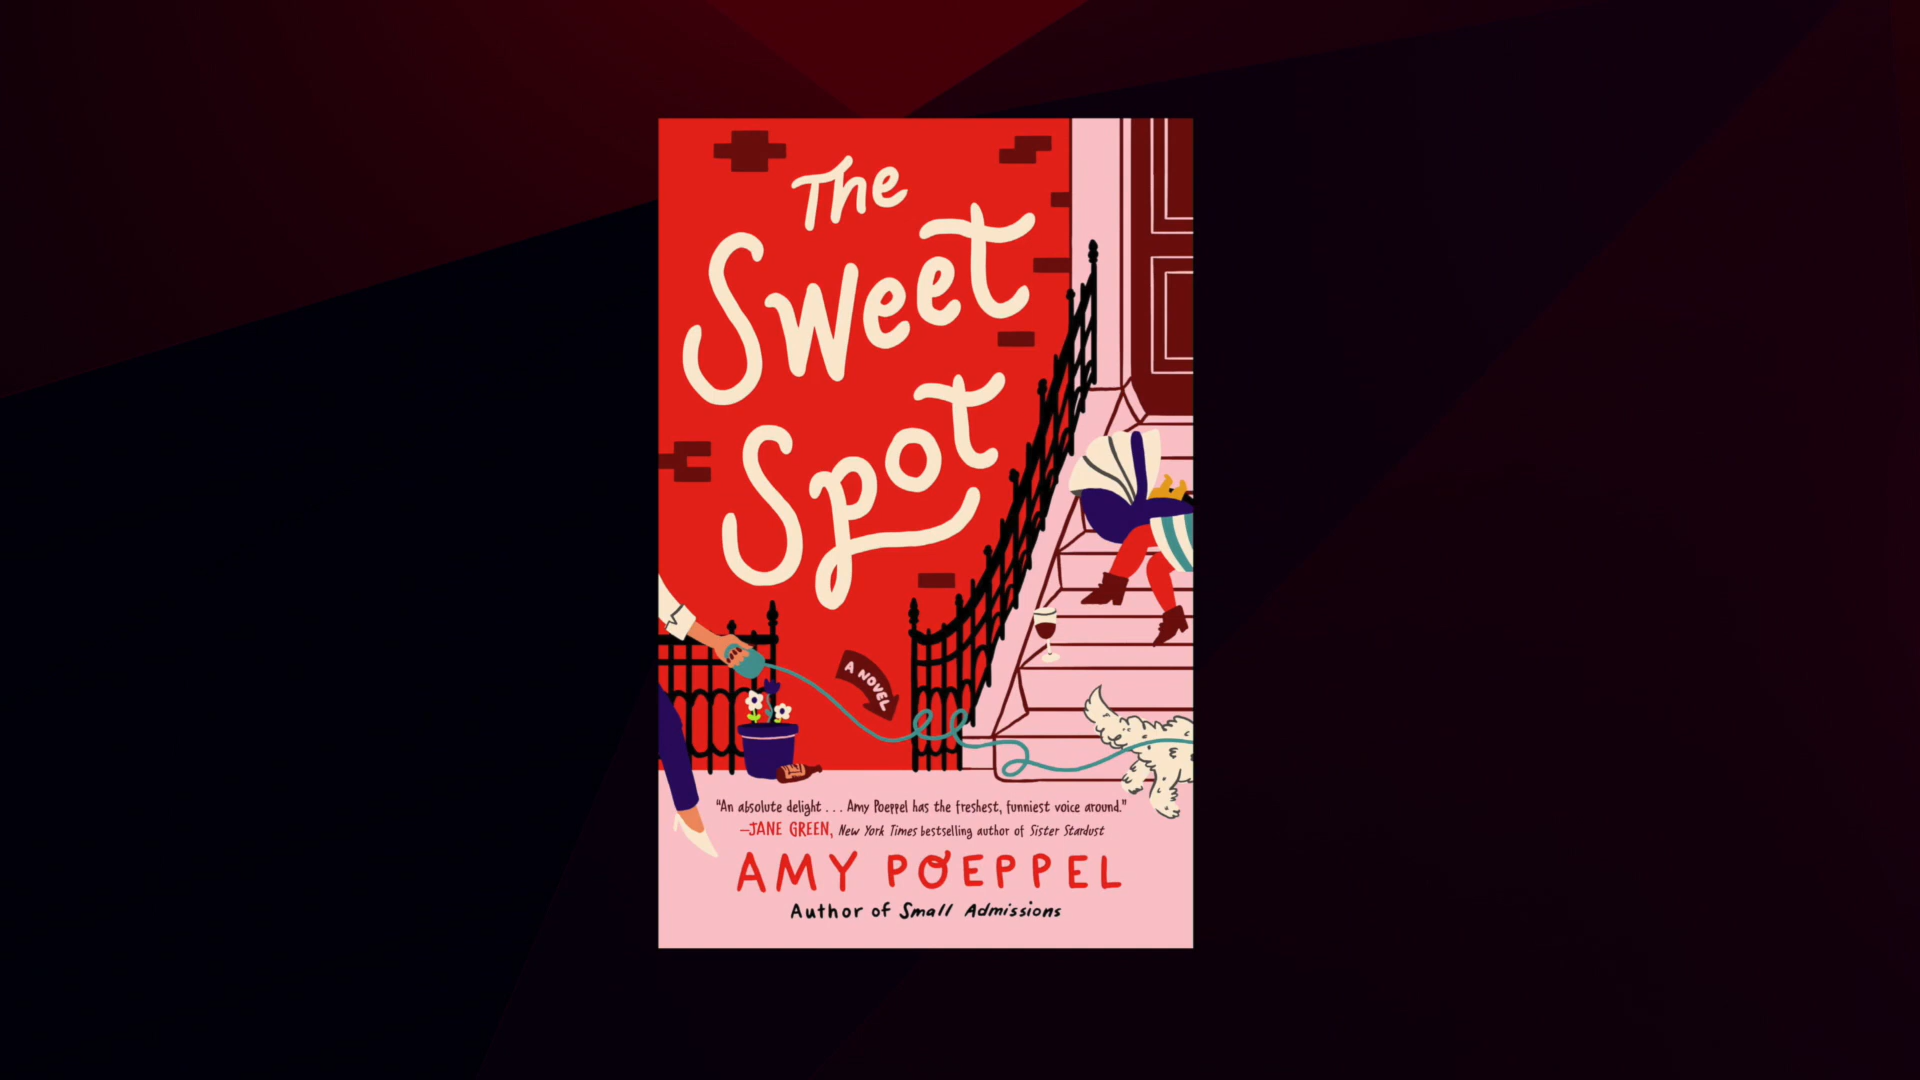 The
Sweet
Spot
A NOVEL
"An absolute delight . . . Amy Poeppel has the freshest, funniest voice around."
—JANE GREEN, New York Times bestselling author of Sister Stardust
AMY POEPPEL
Author of Small Admissions